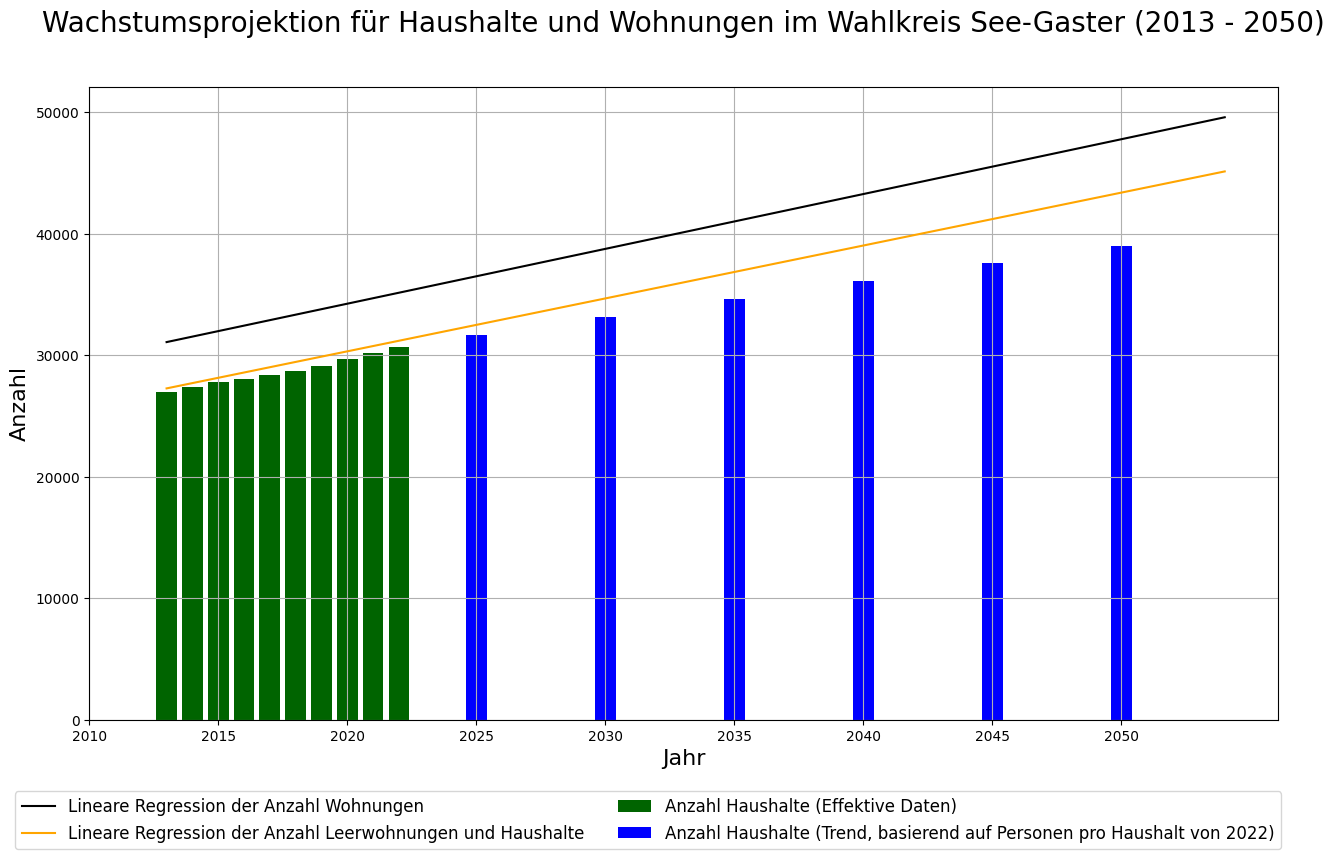 Wachstumsprojektion für Haushalte und Wohnungen im Wahlkreis See-Gaster (2013 - 2050)
50000
40000
30000
20000
10000
0
Anzahl
2010 2015 2020 2025 2030 2035 2040 2045 2050
Jahr
Lineare Regression der Anzahl Wohnungen
Lineare Regression der Anzahl Leerwohnungen und Haushalte
Anzahl Haushalte (Effektive Daten)
Anzahl Haushalte (Trend, basierend auf Personen pro Haushalt von 2022)